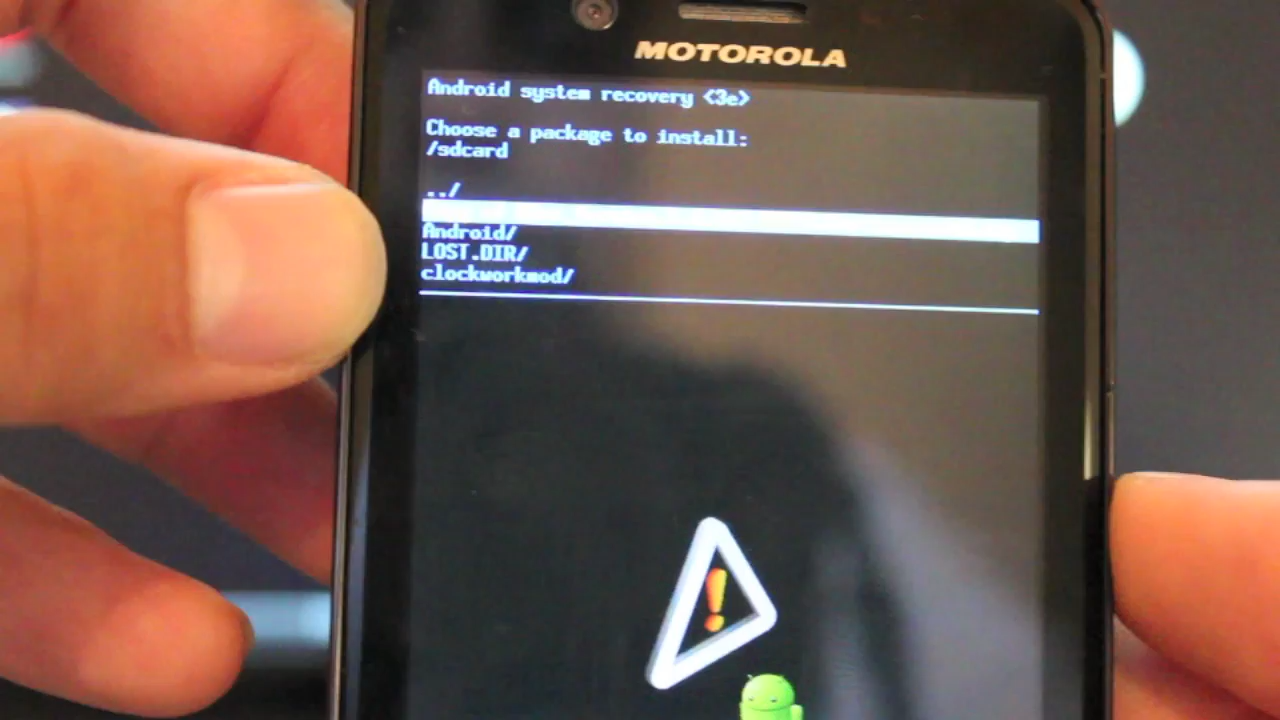 MOTOROLA
Android system recovery <3e>
Choose a package to install:
/sdcard
../
Android/
LOST.DIR/
clockworkmod/
!